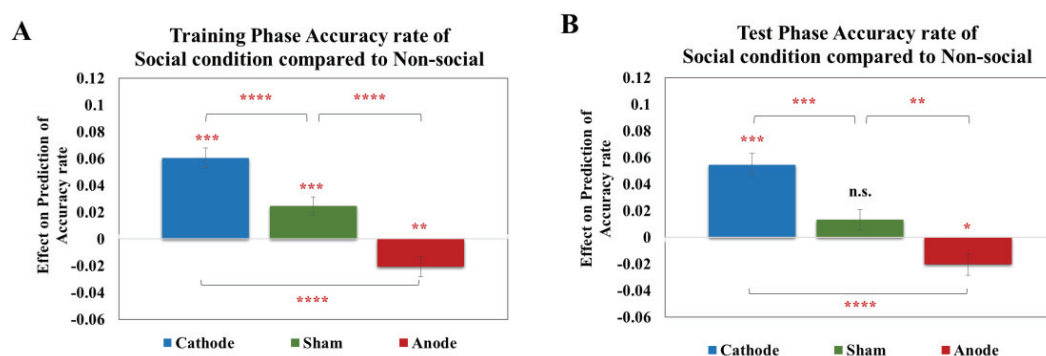 A
Training Phase Accuracy rate of
Social condition compared to Non-social
Effect on Prediction of
Accuracy rate
0.12
0.1
0.08
0.06
0.04
0.02
0
-0.02
-0.04
-0.06
****
****
***
***
**
****
Cathode
Sham
Anode
B
Test Phase Accuracy rate of
Social condition compared to Non-social
Effect on Prediction of
Accuracy rate
0.12
0.1
0.08
0.06
0.04
0.02
0
-0.02
-0.04
-0.06
***
**
***
n.s.
*
****
Cathode
Sham
Anode